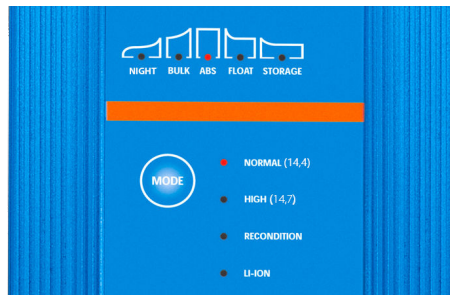 NIGHT BULK ABS FLOAT STORAGE
NORMAL (14,4)
MODE
HIGH (14,7)
RECONDITION
LI-ION